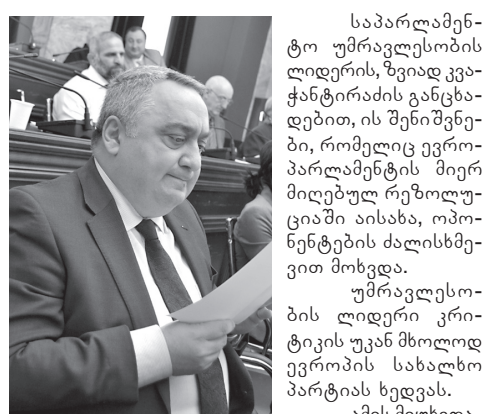 საპარლამენ-
ტო უმრავლესობის
ლიდერის, ზვიად კვა-
ჭანტირაძის განცხა-
დებით, ის შენიშვნე-
ბი, რომელიც ევრო-
პარლამენტის მიერ
მიღებულ რეზოლუ-
ციაში აისახა, ოპო-
ნენტების ძალისხმე-
ვით მოხვდა.
უმრავლესო-
ბის ლიდერი კრი-
ტიკის უკან მხოლოდ
ევროპის სახალხო
პარტიას ხედვას.